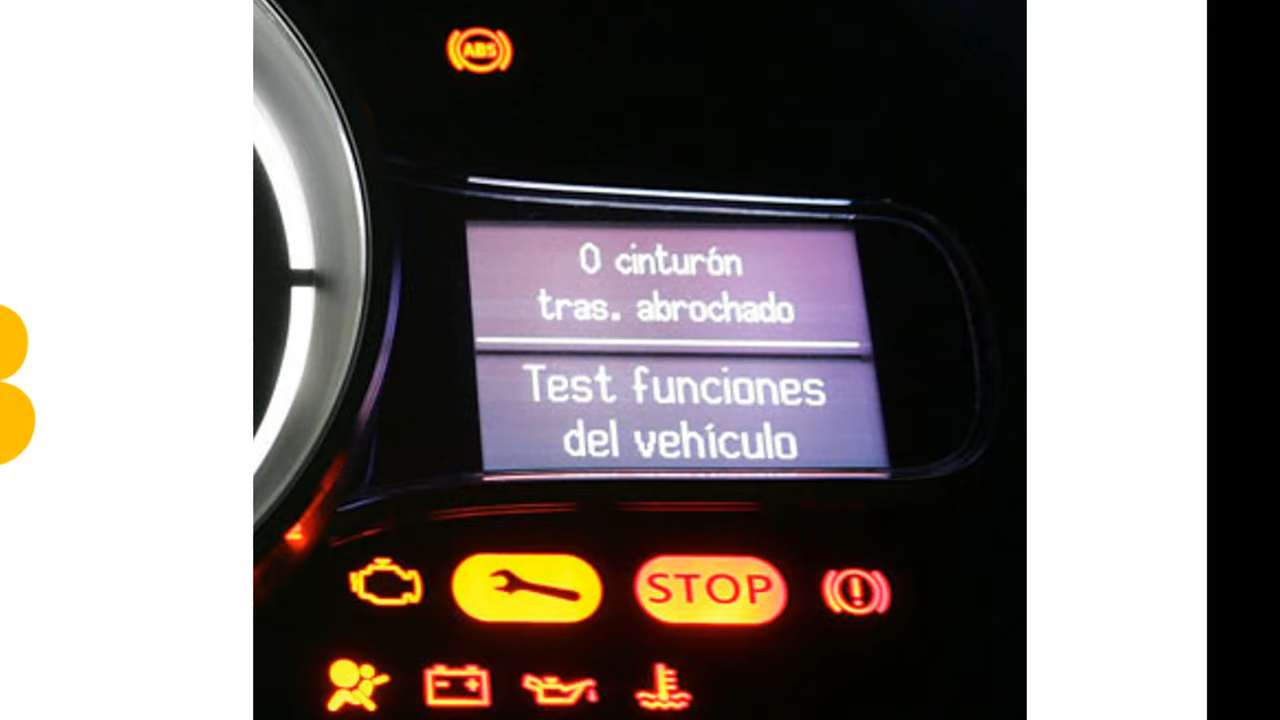 ABS
0 cinturón
tras. abrochado
Test funciones
del vehículo
STOP